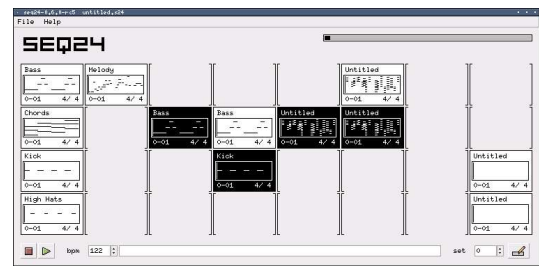 seq24-0.6.0-rc5 untitled.s24
File Help
SEQ24
Bass Melody Untitled
0-01 4/ 4 0-01 4/ 4 0-01 4/ 4
Chords Bass Bass Untitled Untitled
0-01 4/ 4 0-01 4/ 4 0-01 4/ 4 0-01 4/ 4 0-01 4/ 4
Kick Kick Untitled
0-01 4/ 4 0-01 4/ 4 0-01 4/ 4
High Hats Untitled
0-01 4/ 4 0-01 4/ 4
bpm 122 set 0